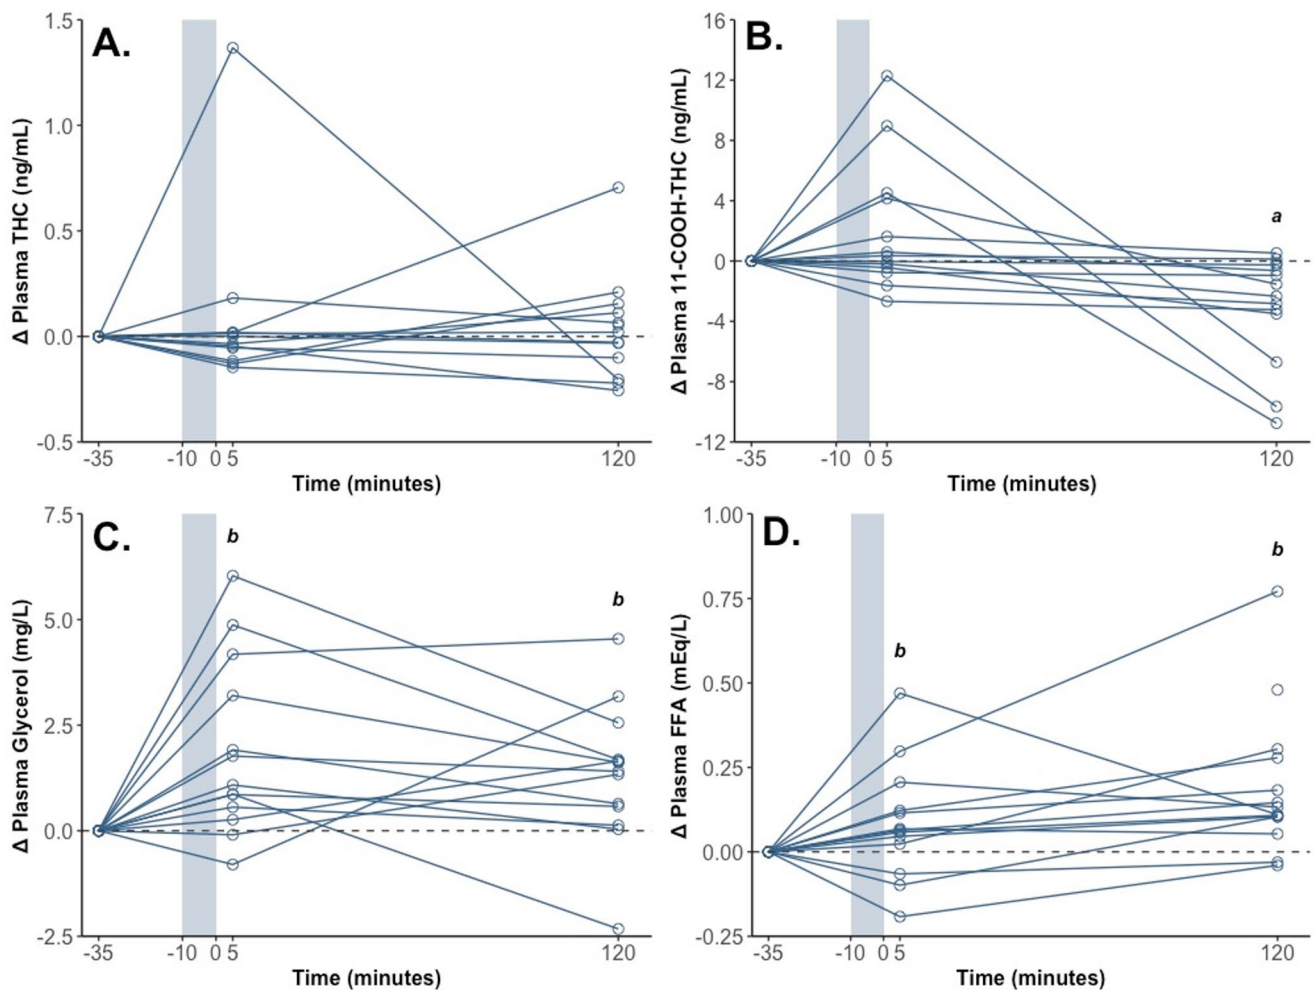 A.
Δ Plasma THC (ng/mL)
1.5
1.0
0.5
0.0
-0.5
-35 -10 0 5 120
Time (minutes)
B.
Δ Plasma 11-COOH-THC (ng/mL)
16
12
8
4
0
-4
-8
-12
a
-35 -10 0 5 120
Time (minutes)
C.
Δ Plasma Glycerol (mg/L)
7.5
5.0
2.5
0.0
-2.5
b
b
-35 -10 0 5 120
Time (minutes)
D.
Δ Plasma FFA (mEq/L)
1.00
0.75
0.50
0.25
0.00
-0.25
b
b
-35 -10 0 5 120
Time (minutes)